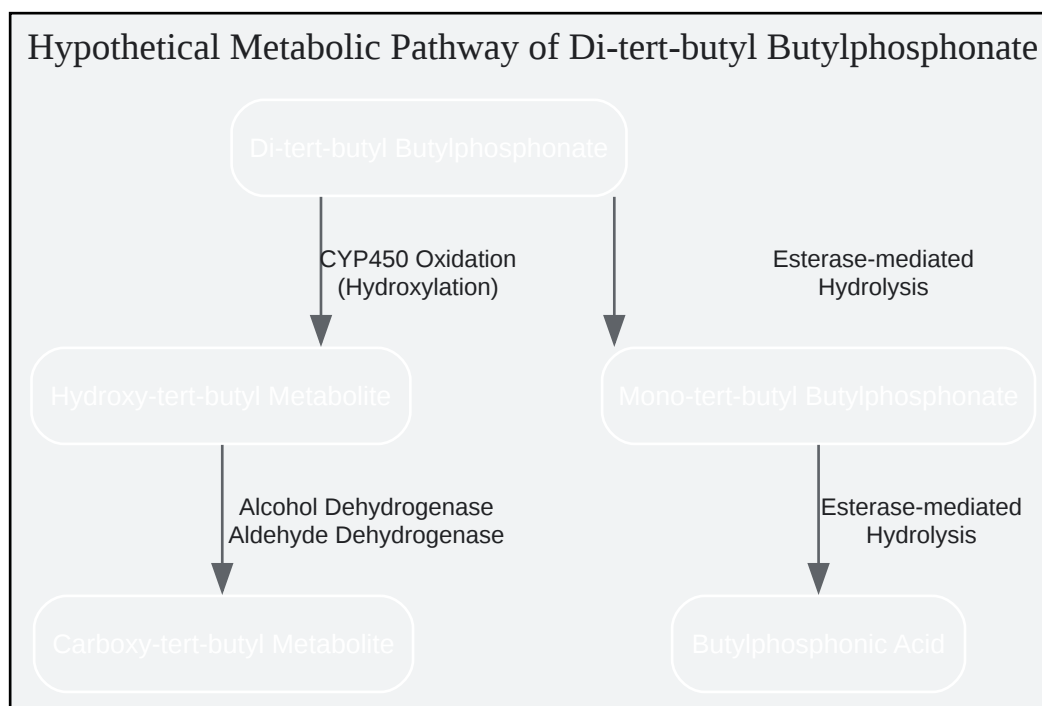 Hypothetical Metabolic Pathway of Di-tert-butyl Butylphosphonate
Di-tert-butyl Butylphosphonate
CYP450 Oxidation
(Hydroxylation)
Esterase-mediated
Hydrolysis
Hydroxy-tert-butyl Metabolite
Mono-tert-butyl Butylphosphonate
Alcohol Dehydrogenase
Aldehyde Dehydrogenase
Esterase-mediated
Hydrolysis
Carboxy-tert-butyl Metabolite
Butylphosphonic Acid